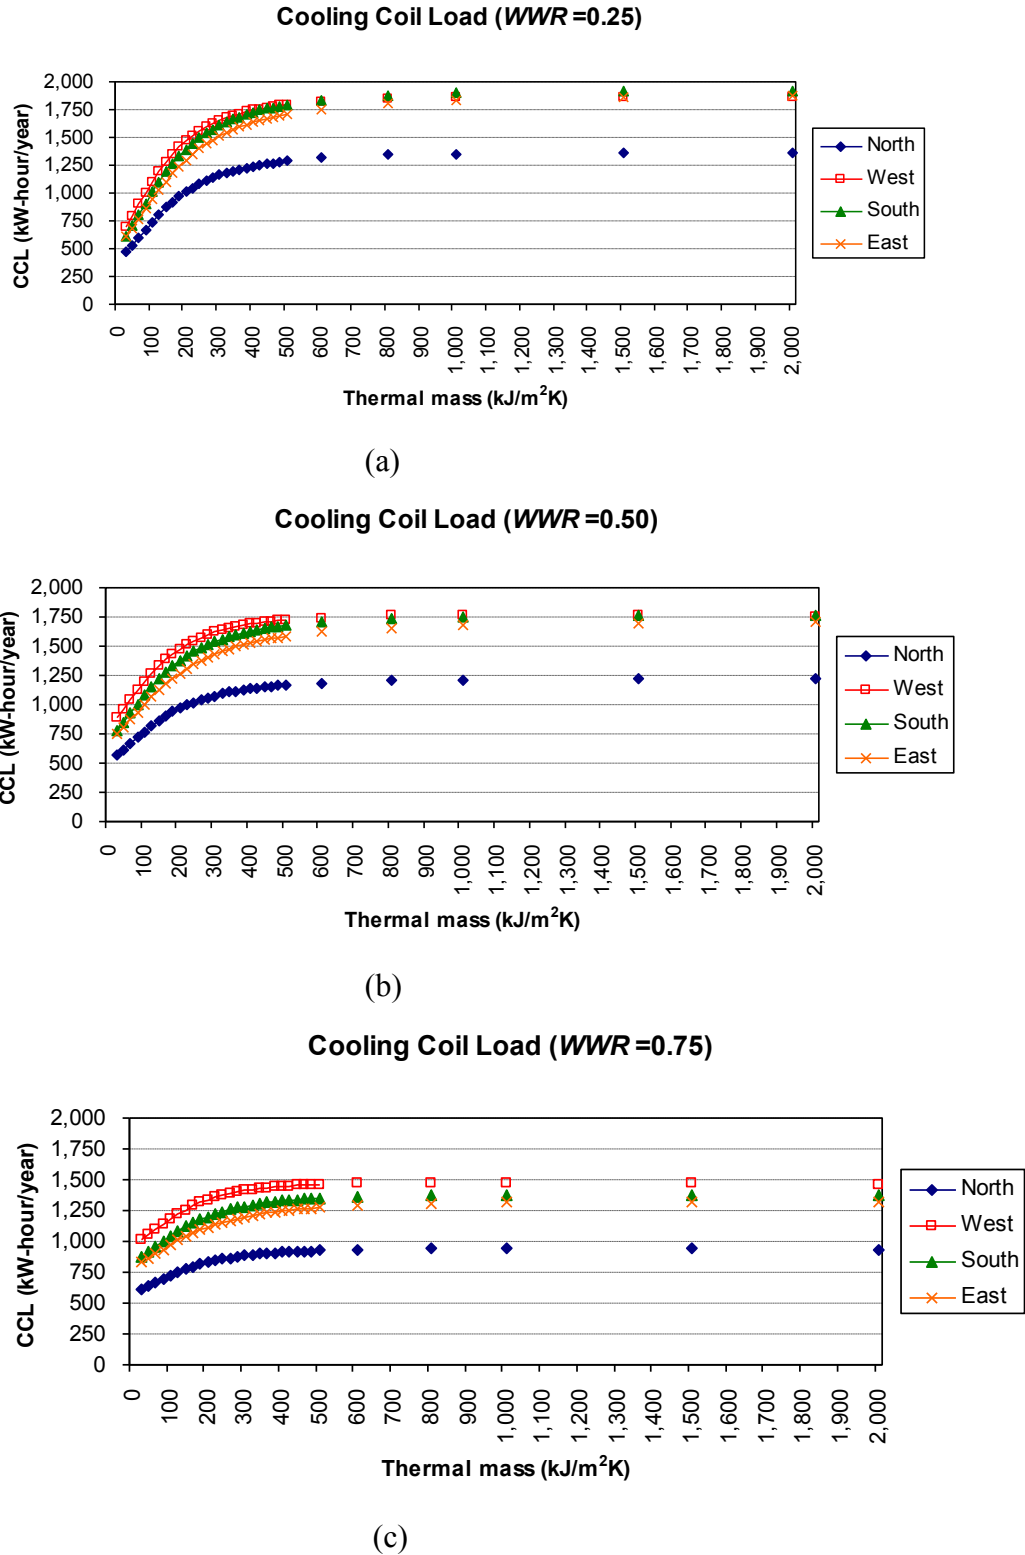 Cooling Coil Load (WWR =0.25)
CCL (kW-hour/year)
2,000
1,750
1,500
1,250
1,000
750
500
250
0
0 100 200 300 400 500 600 700 800 900 1,000 1,100 1,200 1,300 1,400 1,500 1,600 1,700 1,800 1,900 2,000
Thermal mass (kJ/m²K)
North
West
South
East
(a)
Cooling Coil Load (WWR =0.50)
CCL (kW-hour/year)
2,000
1,750
1,500
1,250
1,000
750
500
250
0
0 100 200 300 400 500 600 700 800 900 1,000 1,100 1,200 1,300 1,400 1,500 1,600 1,700 1,800 1,900 2,000
Thermal mass (kJ/m²K)
North
West
South
East
(b)
Cooling Coil Load (WWR =0.75)
CCL (kW-hour/year)
2,000
1,750
1,500
1,250
1,000
750
500
250
0
0 100 200 300 400 500 600 700 800 900 1,000 1,100 1,200 1,300 1,400 1,500 1,600 1,700 1,800 1,900 2,000
Thermal mass (kJ/m²K)
North
West
South
East
(c)